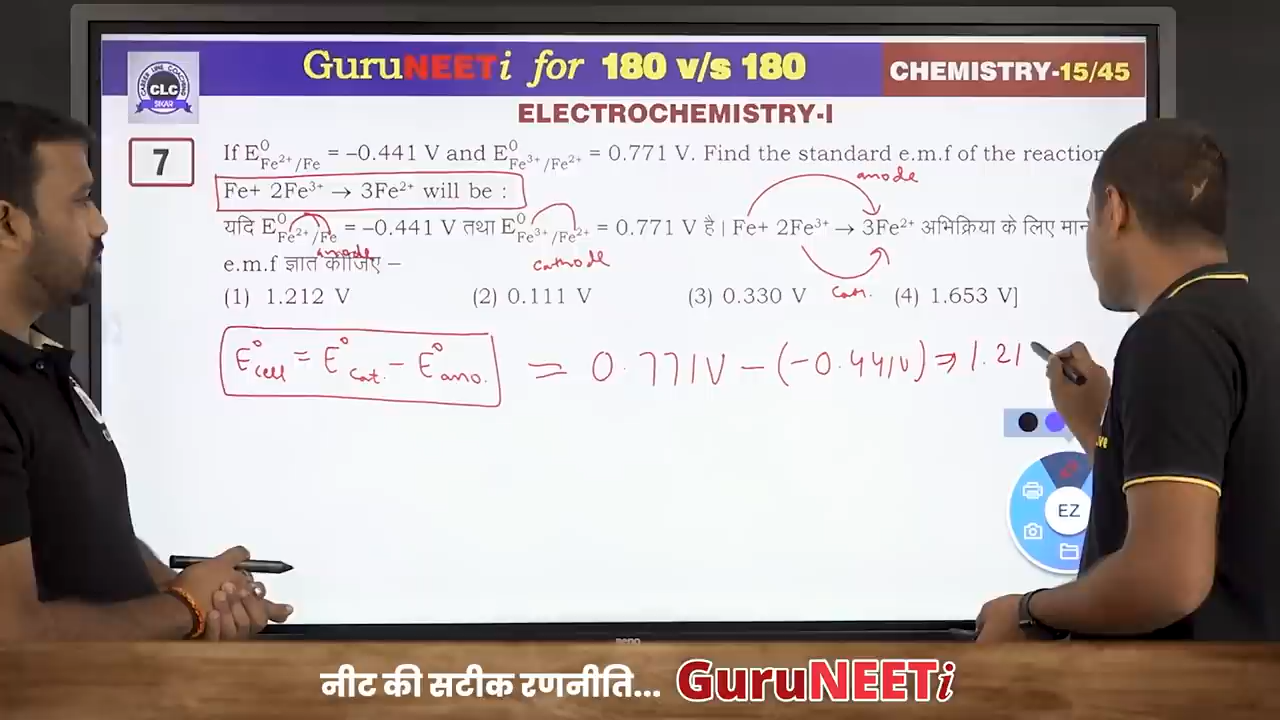 GuruNEETi for 180 v/s 180
CHEMISTRY-15/45
CLC
SIKAR
ELECTROCHEMISTRY-I
7
If E⁰Fe²⁺/Fe = –0.441 V and E⁰Fe³⁺/Fe²⁺ = 0.771 V. Find the standard e.m.f of the reaction
anode
Fe+ 2Fe³⁺ → 3Fe²⁺ will be :
यदि E⁰Fe²⁺/Fe = –0.441 V तथा E⁰Fe³⁺/Fe²⁺ = 0.771 V है। Fe+ 2Fe³⁺ → 3Fe²⁺ अभिक्रिया के लिए मान
anode
cathode
e.m.f ज्ञात कीजिए –
(1) 1.212 V (2) 0.111 V (3) 0.330 V (4) 1.653 V]
Cath.
E°cell = E°cat. – E°ano. = 0.771V – (–0.441V) ⇒ 1.21
EZ
नीट की सटीक रणनीति... GuruNEETi